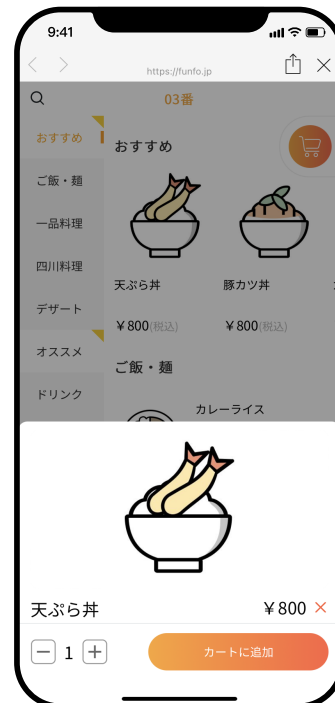 9:41
https://funfo.jp
03番
おすすめ
ご飯・麺
一品料理
四川料理
デザート
オススメ
ドリンク
おすすめ
天ぷら丼
豚カツ丼
￥800(税込)
￥800(税込)
ご飯・麺
カレーライス
天ぷら丼
￥800 ×
1
カートに追加